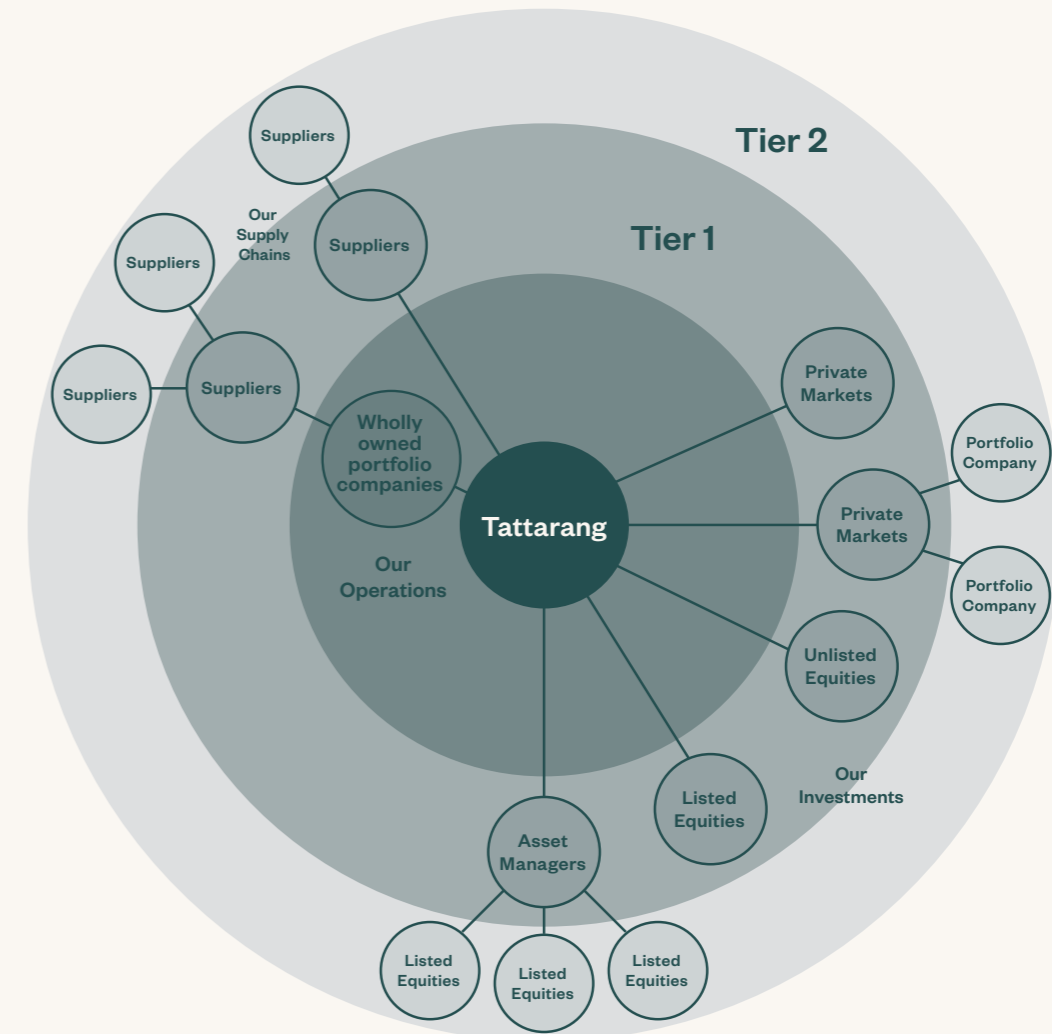 Tier 2
Suppliers
Tier 1
Our
Supply
Chains
Suppliers
Suppliers
Suppliers
Suppliers
Private
Markets
Wholly
owned
portfolio
companies
Portfolio
Company
Tattarang
Private
Markets
Our
Operations
Portfolio
Company
Unlisted
Equities
Our
Investments
Listed
Equities
Asset
Managers
Listed
Equities
Listed
Equities
Listed
Equities